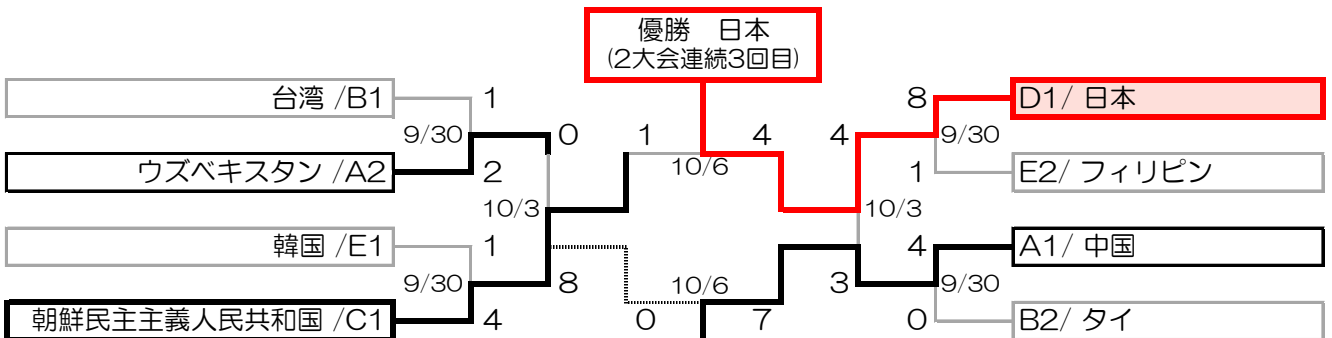 優勝　日本
(2大会連続3回目)
台湾 /B1
1
8
D1/ 日本
9/30
0
1
4
4
9/30
ウズベキスタン /A2
2
10/6
1
E2/ フィリピン
10/3
10/3
韓国 /E1
1
4
A1/ 中国
9/30
8
10/6
3
9/30
朝鮮民主主義人民共和国 /C1
4
0
7
0
B2/ タイ